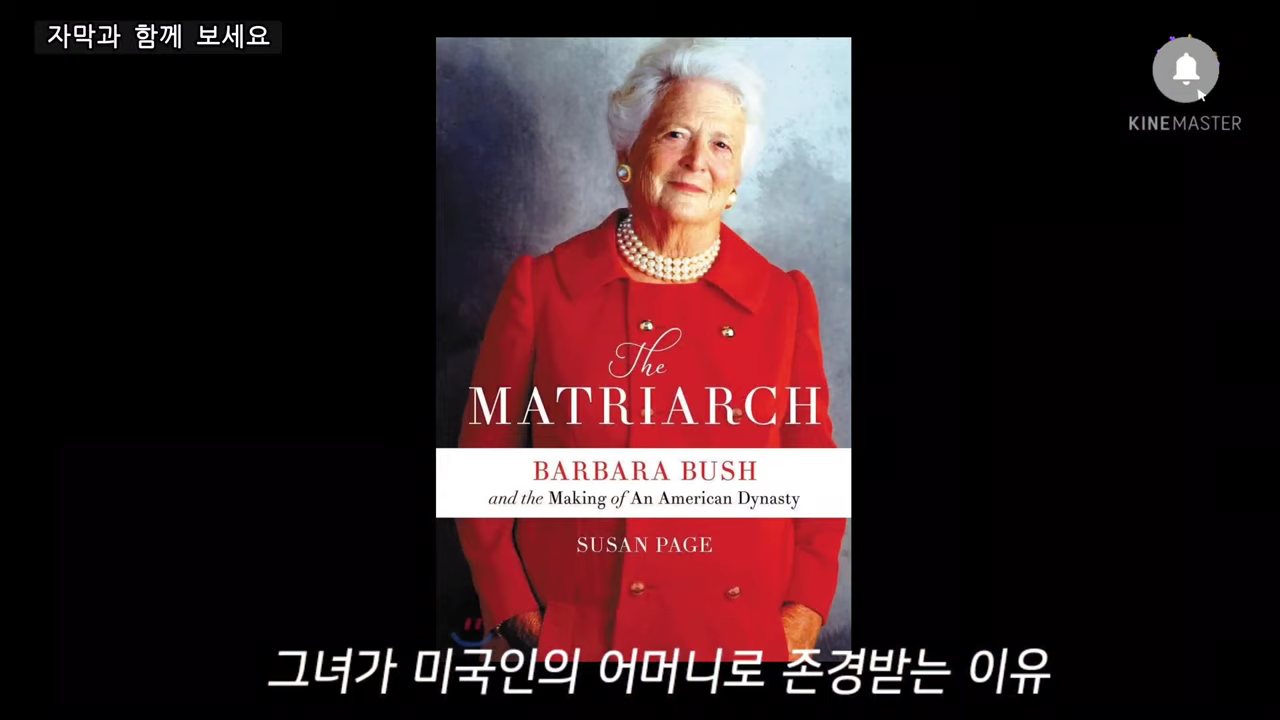 자막과 함께 보세요
KINEMASTER
The
MATRIARCH
BARBARA BUSH
and the Making of An American Dynasty
SUSAN PAGE
그녀가 미국인의 어머니로 존경받는 이유